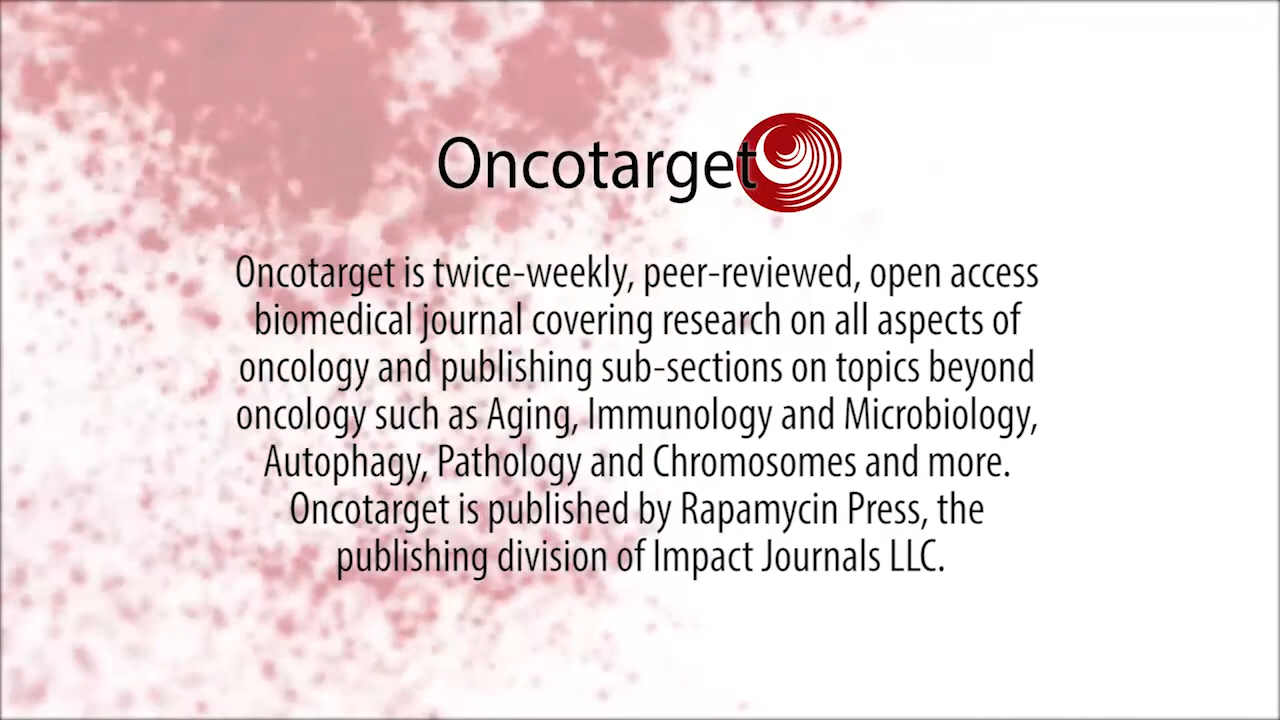 Oncotarget
Oncotarget is twice-weekly, peer-reviewed, open access
biomedical journal covering research on all aspects of
oncology and publishing sub-sections on topics beyond
oncology such as Aging, Immunology and Microbiology,
Autophagy, Pathology and Chromosomes and more.
Oncotarget is published by Rapamycin Press, the
publishing division of Impact Journals LLC.